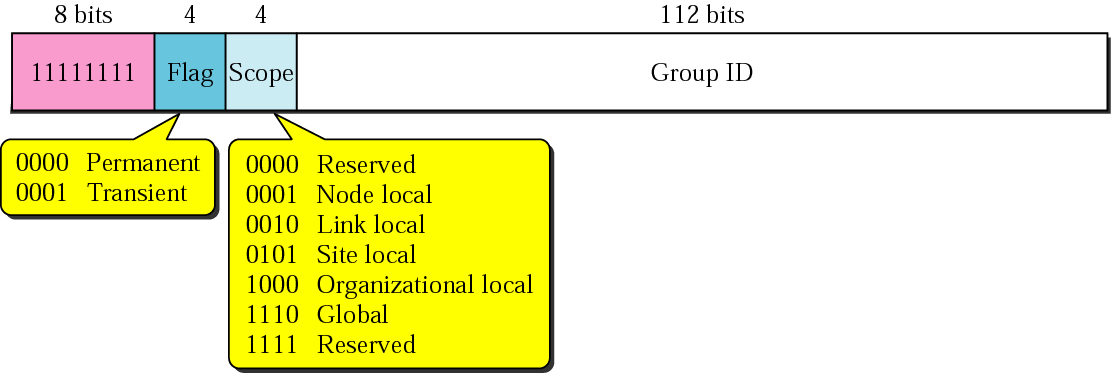 8 bits 4 4 112 bits
11111111 Flag Scope Group ID
0000 Permanent
0001 Transient
0000 Reserved
0001 Node local
0010 Link local
0101 Site local
1000 Organizational local
1110 Global
1111 Reserved